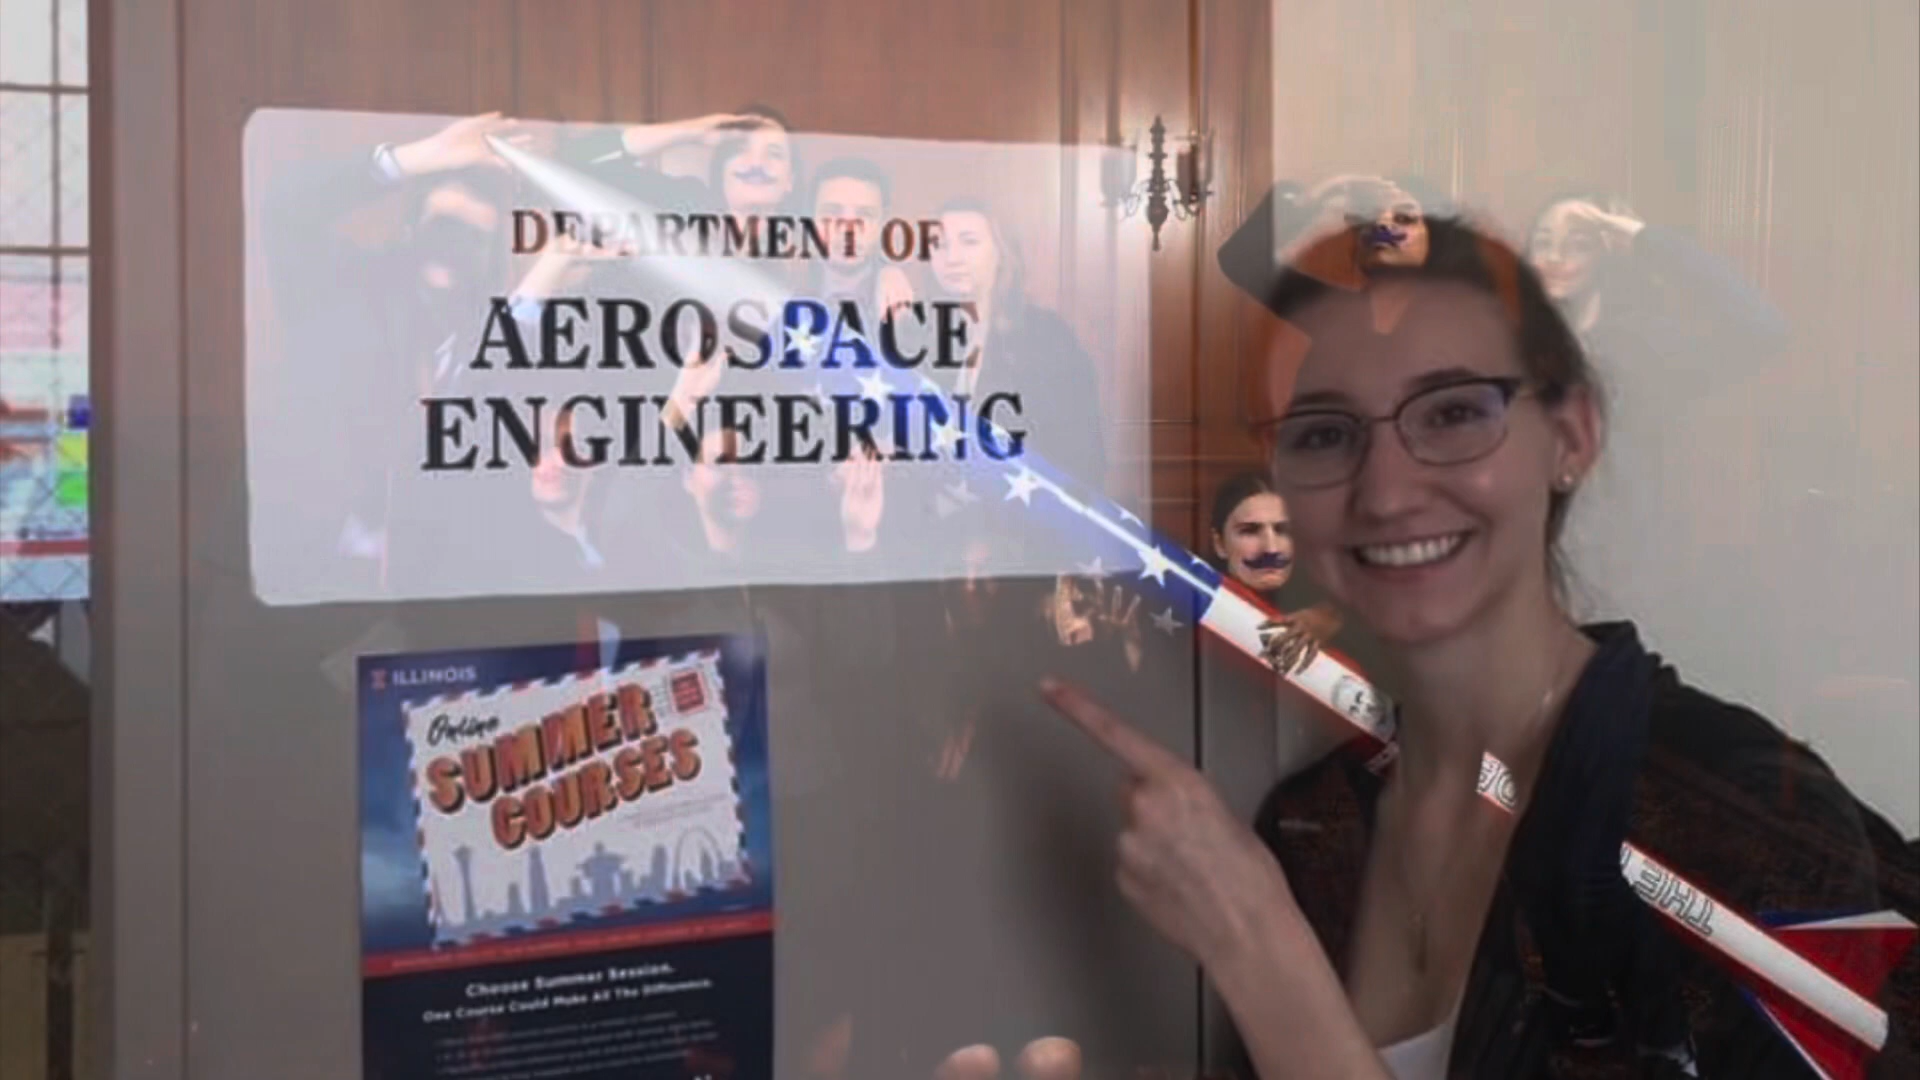 DEPARTMENT OF
AEROSPACE
ENGINEERING
ILLINOIS
Online
SUMMER
COURSES
Choose Summer Session.
One Course Could Make All The Difference.
THE